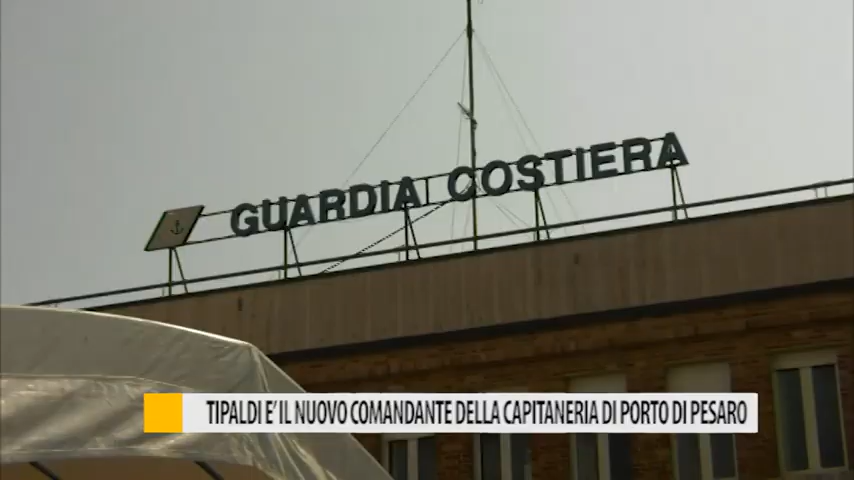 GUARDIA COSTIERA
TIPALDI E' IL NUOVO COMANDANTE DELLA CAPITANERIA DI PORTO DI PESARO